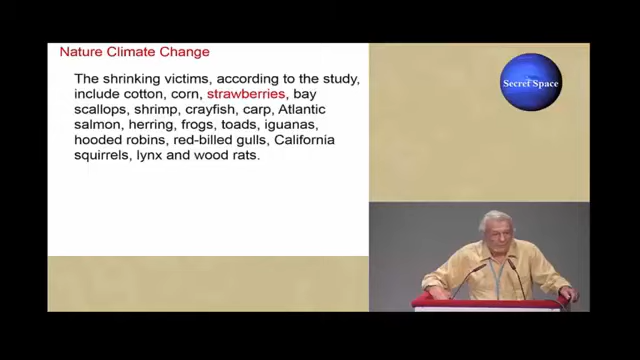 Nature Climate Change
The shrinking victims, according to the study,
include cotton, corn, strawberries, bay
scallops, shrimp, crayfish, carp, Atlantic
salmon, herring, frogs, toads, iguanas,
hooded robins, red-billed gulls, California
squirrels, lynx and wood rats.
Secret Space